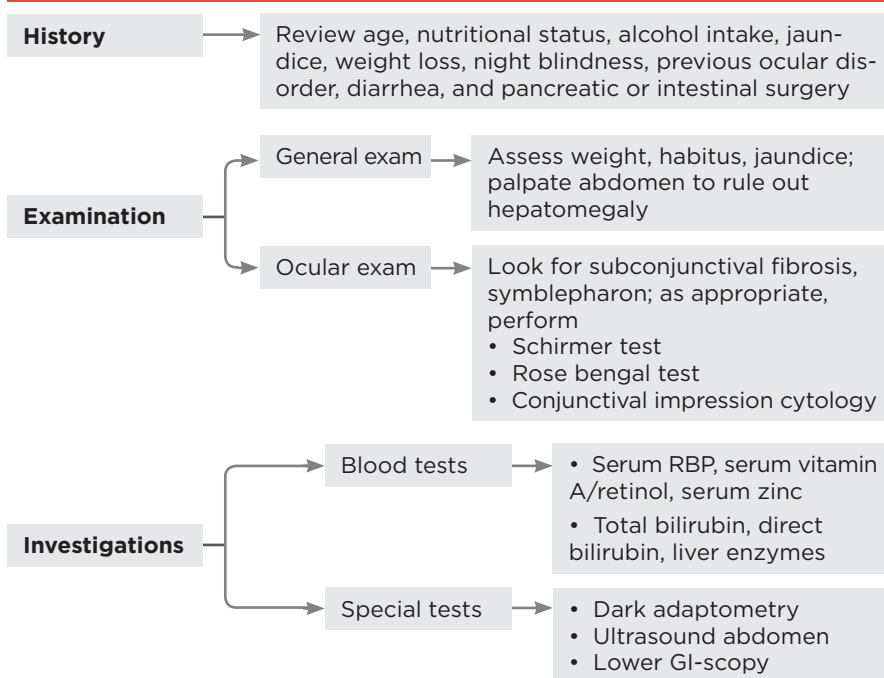 History
Review age, nutritional status, alcohol intake, jaun-
dice, weight loss, night blindness, previous ocular dis-
order, diarrhea, and pancreatic or intestinal surgery
Examination
General exam
Assess weight, habitus, jaundice;
palpate abdomen to rule out
hepatomegaly
Ocular exam
Look for subconjunctival fibrosis,
symblepharon; as appropriate,
perform
• Schirmer test
• Rose bengal test
• Conjunctival impression cytology
Investigations
Blood tests
• Serum RBP, serum vitamin
A/retinol, serum zinc
• Total bilirubin, direct
bilirubin, liver enzymes
Special tests
• Dark adaptometry
• Ultrasound abdomen
• Lower GI-scopy